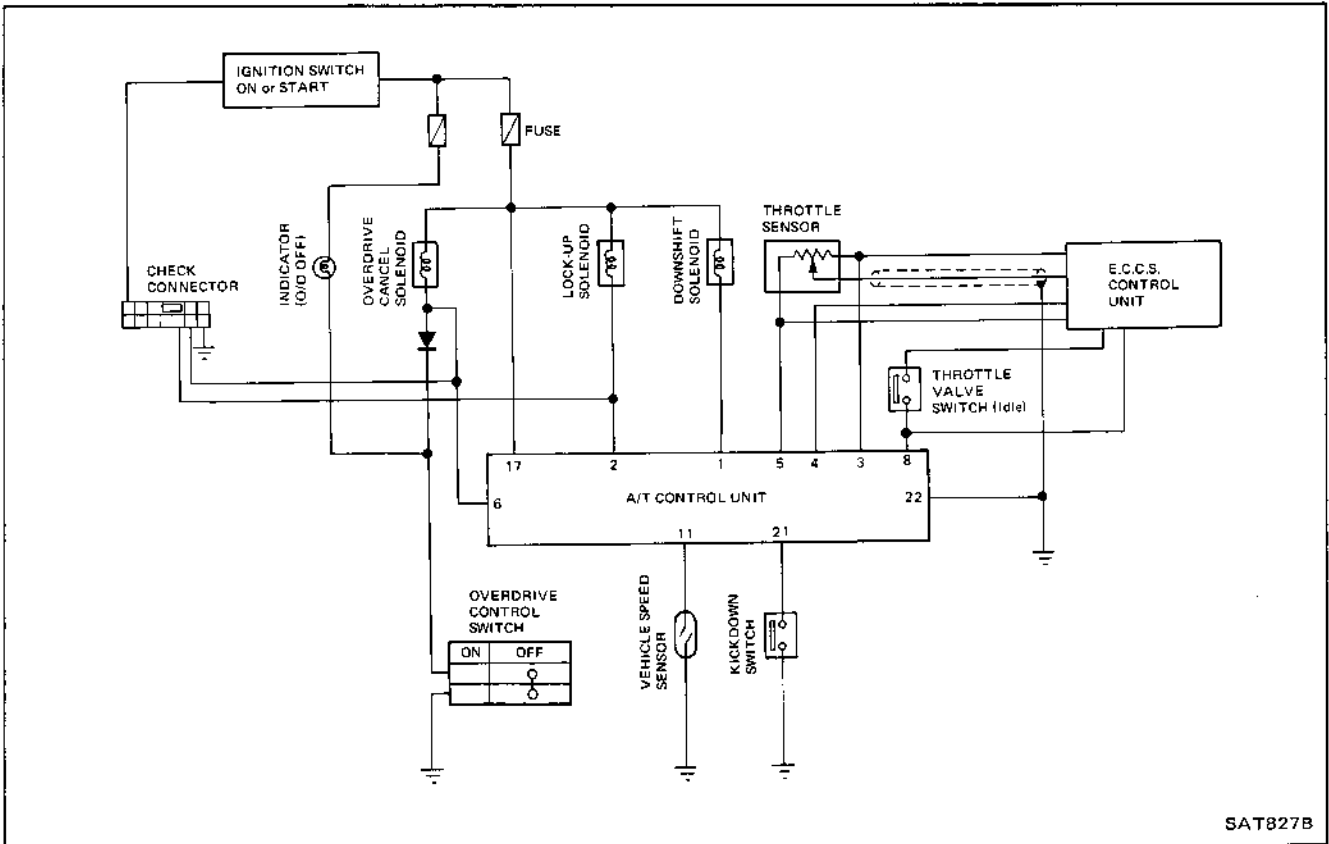 IGNITION SWITCH
ON or START
FUSE
INDICATOR
(O/D OFF)
OVERDRIVE
CANCEL
SOLENOID
LOCK-UP
SOLENOID
DOWNSHIFT
SOLENOID
THROTTLE
SENSOR
E.C.C.S.
CONTROL
UNIT
CHECK
CONNECTOR
THROTTLE
VALVE
SWITCH (Idle)
17 2 1 5 4 3 8
6 A/T CONTROL UNIT 22
11 21
OVERDRIVE
CONTROL
SWITCH
ON OFF
VEHICLE SPEED
SENSOR
KICKDOWN
SWITCH
SAT827B